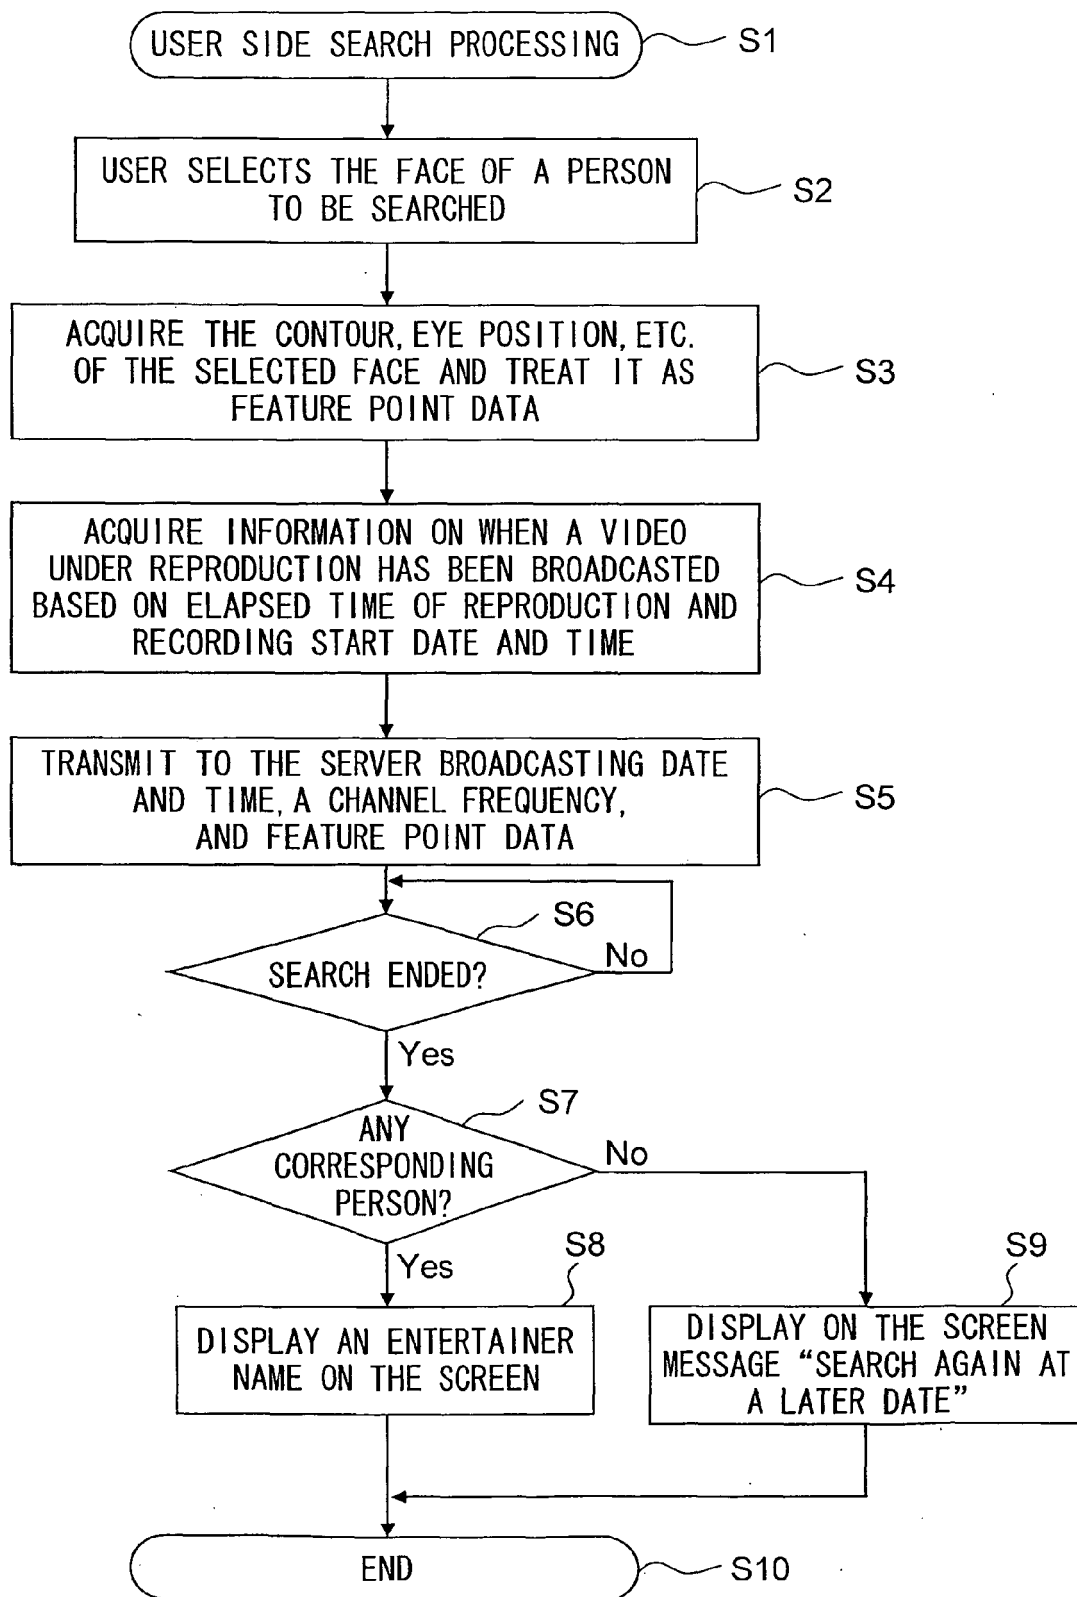 USER SIDE SEARCH PROCESSING
S1
USER SELECTS THE FACE OF A PERSON
TO BE SEARCHED
S2
ACQUIRE THE CONTOUR, EYE POSITION, ETC.
OF THE SELECTED FACE AND TREAT IT AS
FEATURE POINT DATA
S3
ACQUIRE INFORMATION ON WHEN A VIDEO
UNDER REPRODUCTION HAS BEEN BROADCASTED
BASED ON ELAPSED TIME OF REPRODUCTION AND
RECORDING START DATE AND TIME
S4
TRANSMIT TO THE SERVER BROADCASTING DATE
AND TIME, A CHANNEL FREQUENCY,
AND FEATURE POINT DATA
S5
S6
SEARCH ENDED?
No
Yes
S7
ANY
CORRESPONDING
PERSON?
No
Yes
S8
DISPLAY AN ENTERTAINER
NAME ON THE SCREEN
S9
DISPLAY ON THE SCREEN
MESSAGE “SEARCH AGAIN AT
A LATER DATE”
END
S10